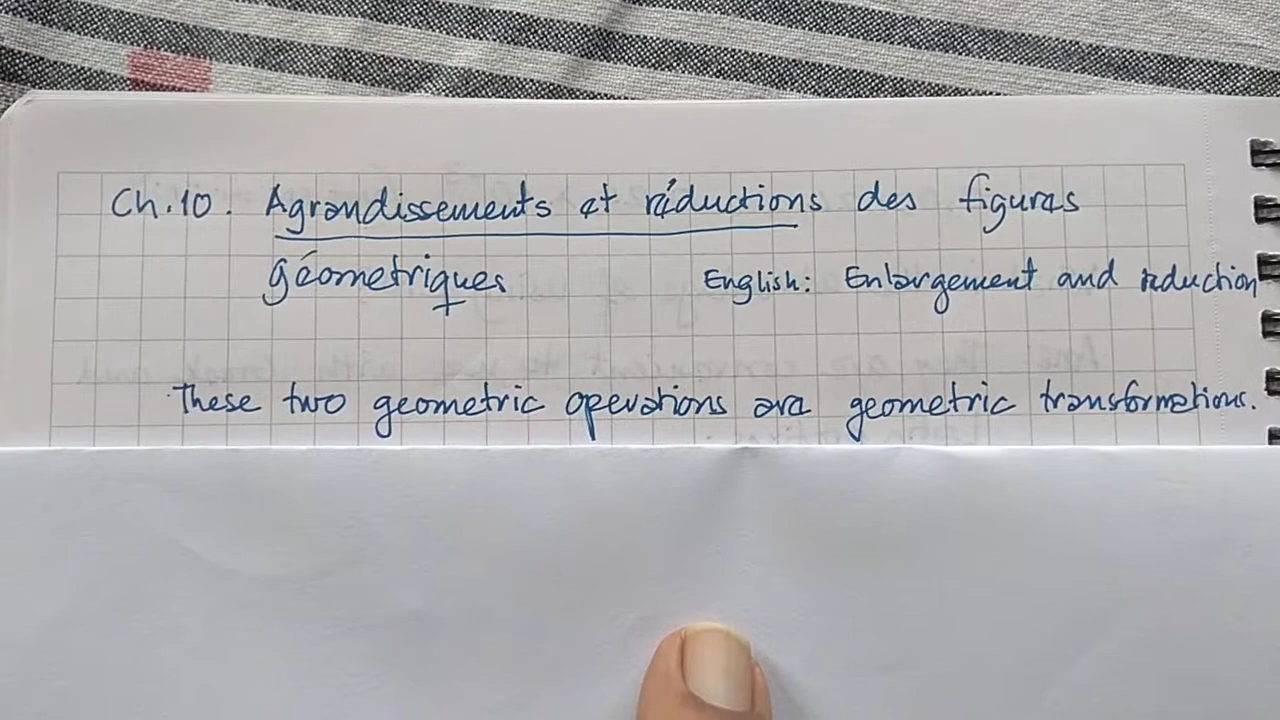 Ch.10. Agrandissements et réductions des figures
géometriques English: Enlargement and reduction
These two geometric operations are geometric transformations.